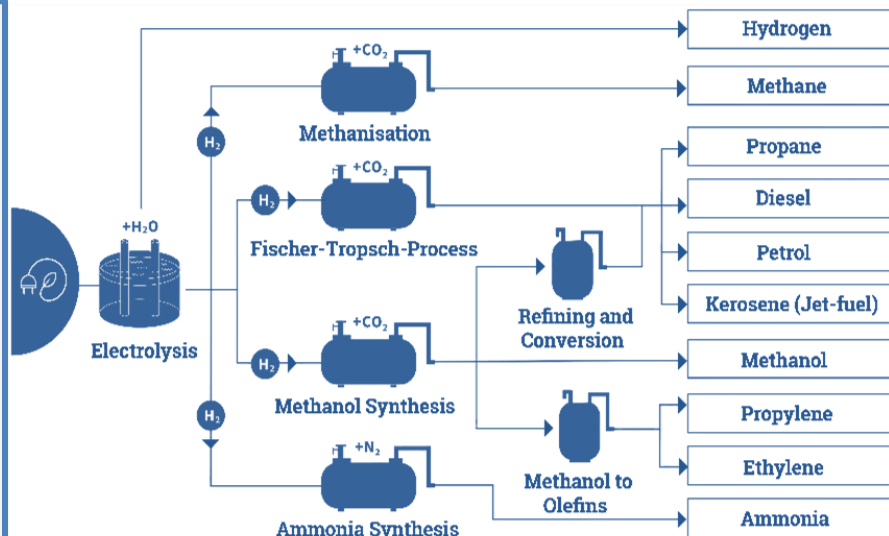 Hydrogen
+CO₂
Methane
Methanisation
H₂
Propane
+CO₂
H₂
Diesel
+H₂O
Fischer-Tropsch-Process
Petrol
Kerosene (Jet-fuel)
Refining and
Conversion
Electrolysis
+CO₂
H₂
Methanol
Methanol Synthesis
H₂
Propylene
+N₂
Ethylene
Methanol to
Olefins
Ammonia Synthesis
Ammonia